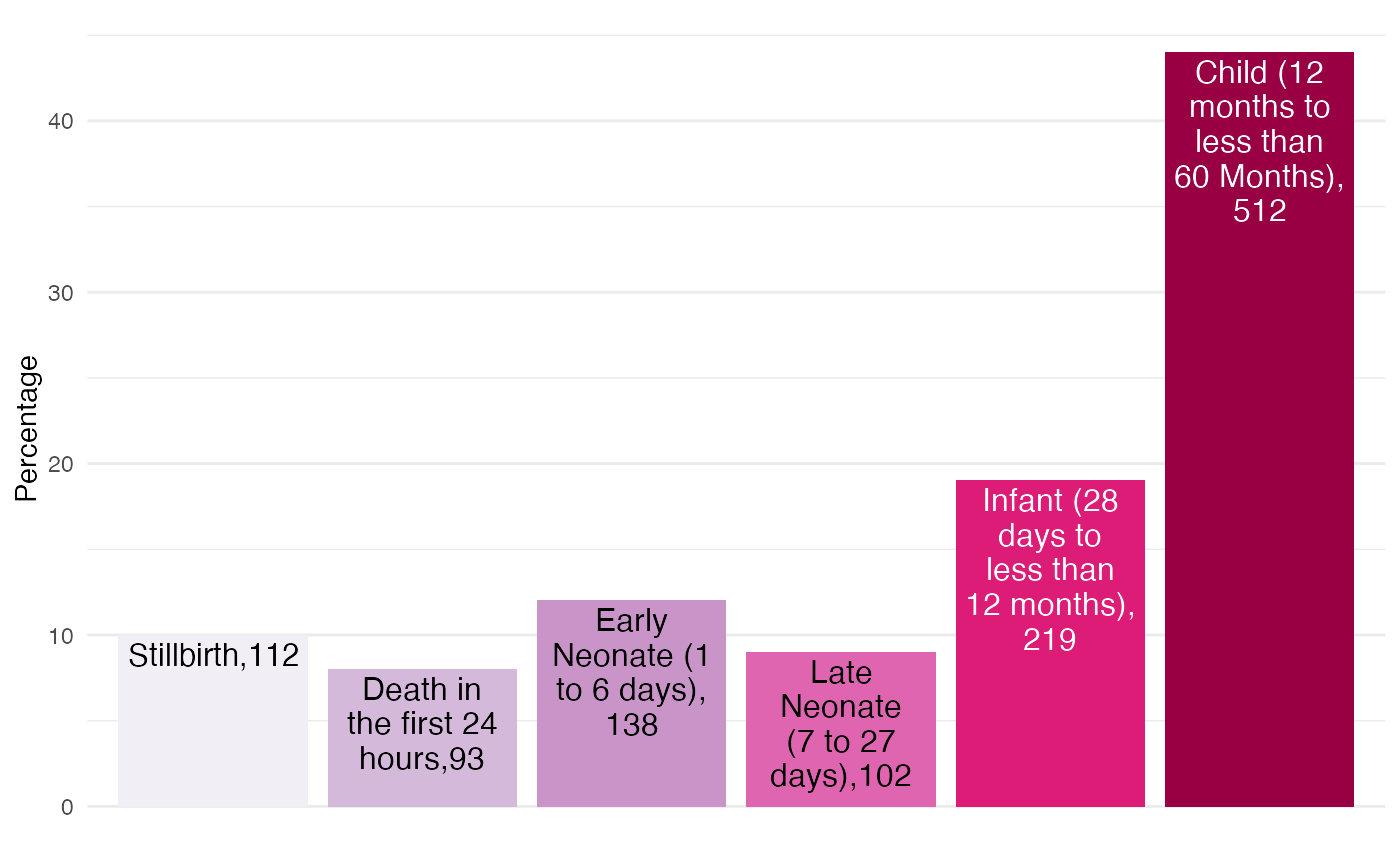 Percentage
40
30
20
10
0
Stillbirth,112
Death in
the first 24
hours,93
Early
Neonate (1
to 6 days),
138
Late
Neonate
(7 to 27
days),102
Infant (28
days to
less than
12 months),
219
Child (12
months to
less than
60 Months),
512